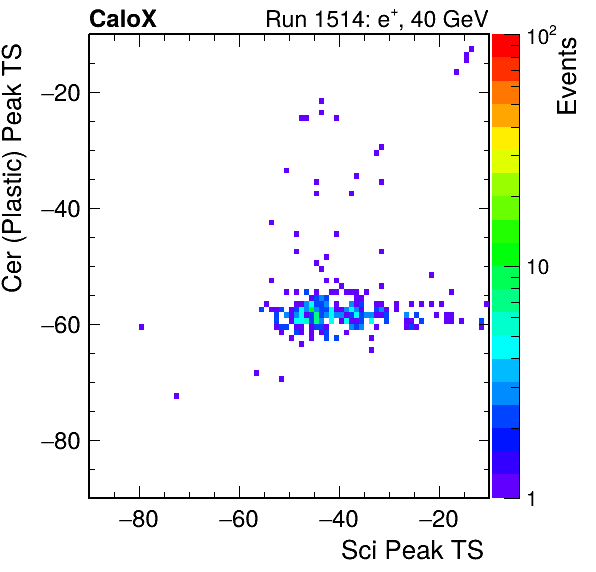 CaloX Run 1514: e⁺, 40 GeV
Cer (Plastic) Peak TS
−20
−40
−60
−80
−80 −60 −40 −20
Sci Peak TS
10²
10
1
Events